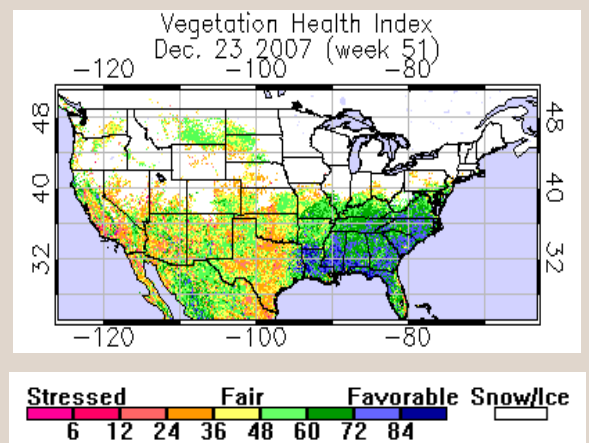 Vegetation Health Index
Dec. 23 2007 (week 51)
−120 −100 −80
48 48
40 40
32 32
−120 −100 −80
Stressed Fair Favorable Snow/Ice
6 12 24 36 48 60 72 84